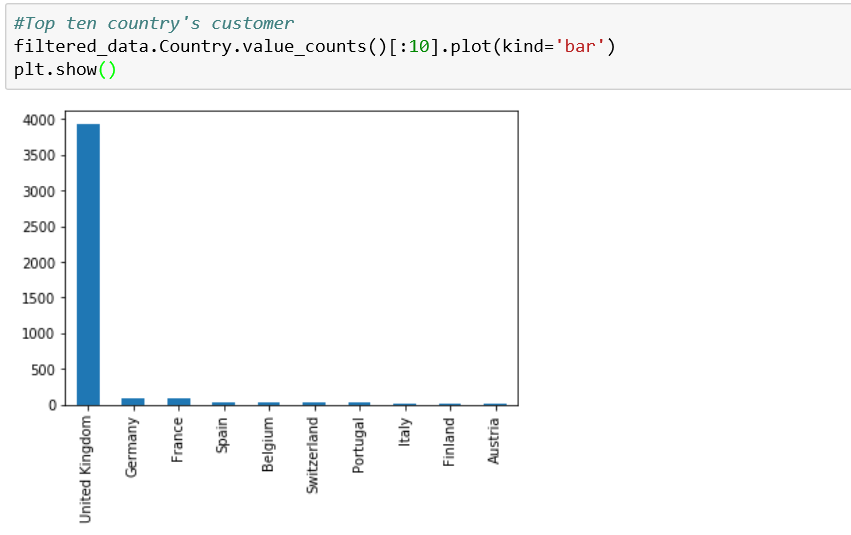 #Top ten country's customer
filtered_data.Country.value_counts()[:10].plot(kind='bar')
plt.show()
4000
3500
3000
2500
2000
1500
1000
500
0
United Kingdom
Germany
France
Spain
Belgium
Switzerland
Portugal
Italy
Finland
Austria